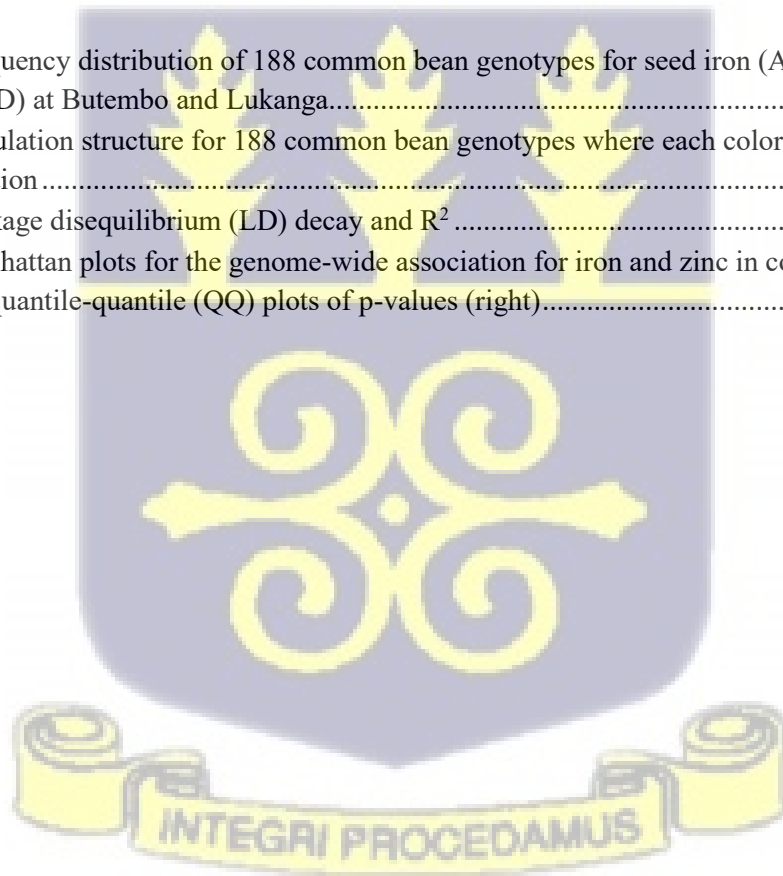 uency distribution of 188 common bean genotypes for seed iron (A
D) at Butembo and Lukanga............................................................
ulation structure for 188 common bean genotypes where each color
ion............................................................................................
tage disequilibrium (LD) decay and R²............................................
hattan plots for the genome-wide association for iron and zinc in co
quantile-quantile (QQ) plots of p-values (right)................................
INTEGRI PROCEDAMUS